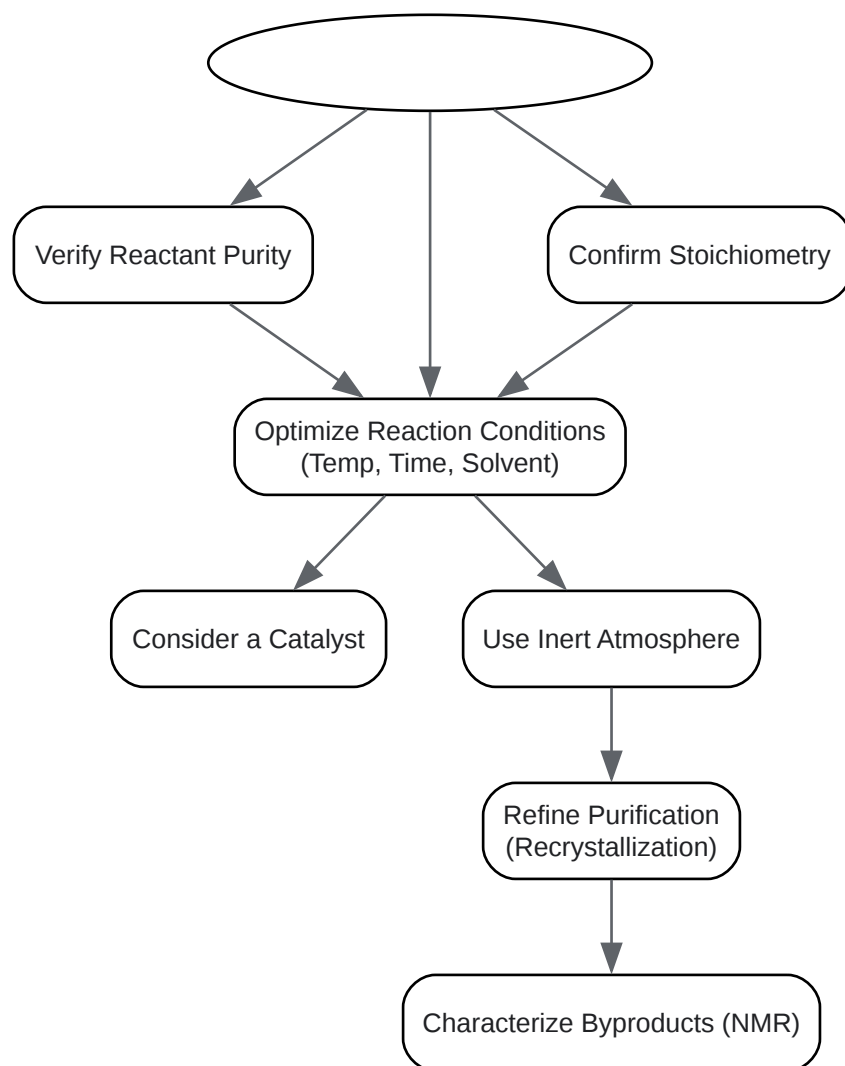 Verify Reactant Purity
Confirm Stoichiometry
Optimize Reaction Conditions
(Temp, Time, Solvent)
Consider a Catalyst
Use Inert Atmosphere
Refine Purification
(Recrystallization)
Characterize Byproducts (NMR)